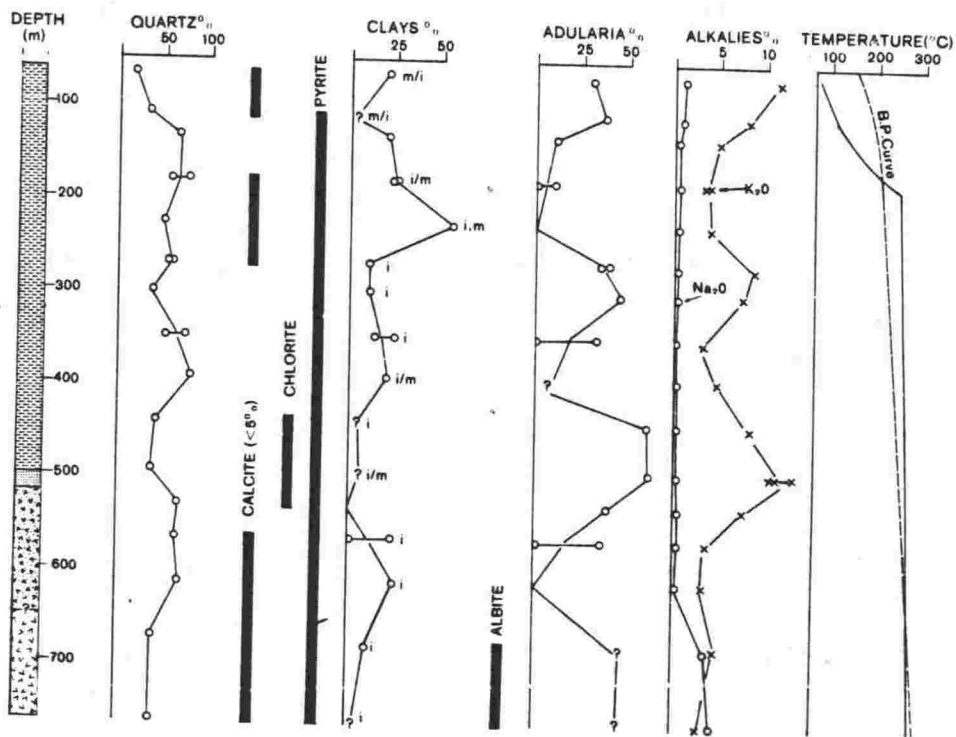 DEPTH
(m)
QUARTZ %
50 100
CLAYS %
25 50
ADULARIA %
25 50
ALKALIES %
5 10
TEMPERATURE(°C)
100 200 300
100
200
300
400
500
600
700
CALCITE (<5%)
CHLORITE
PYRITE
ALBITE
m/i
? m/i
i/m
i.m
i
i
i
i/m
? i
? i/m
i
i
i
? i
?
?
?
₂O
Na₂O
B.P. Curve